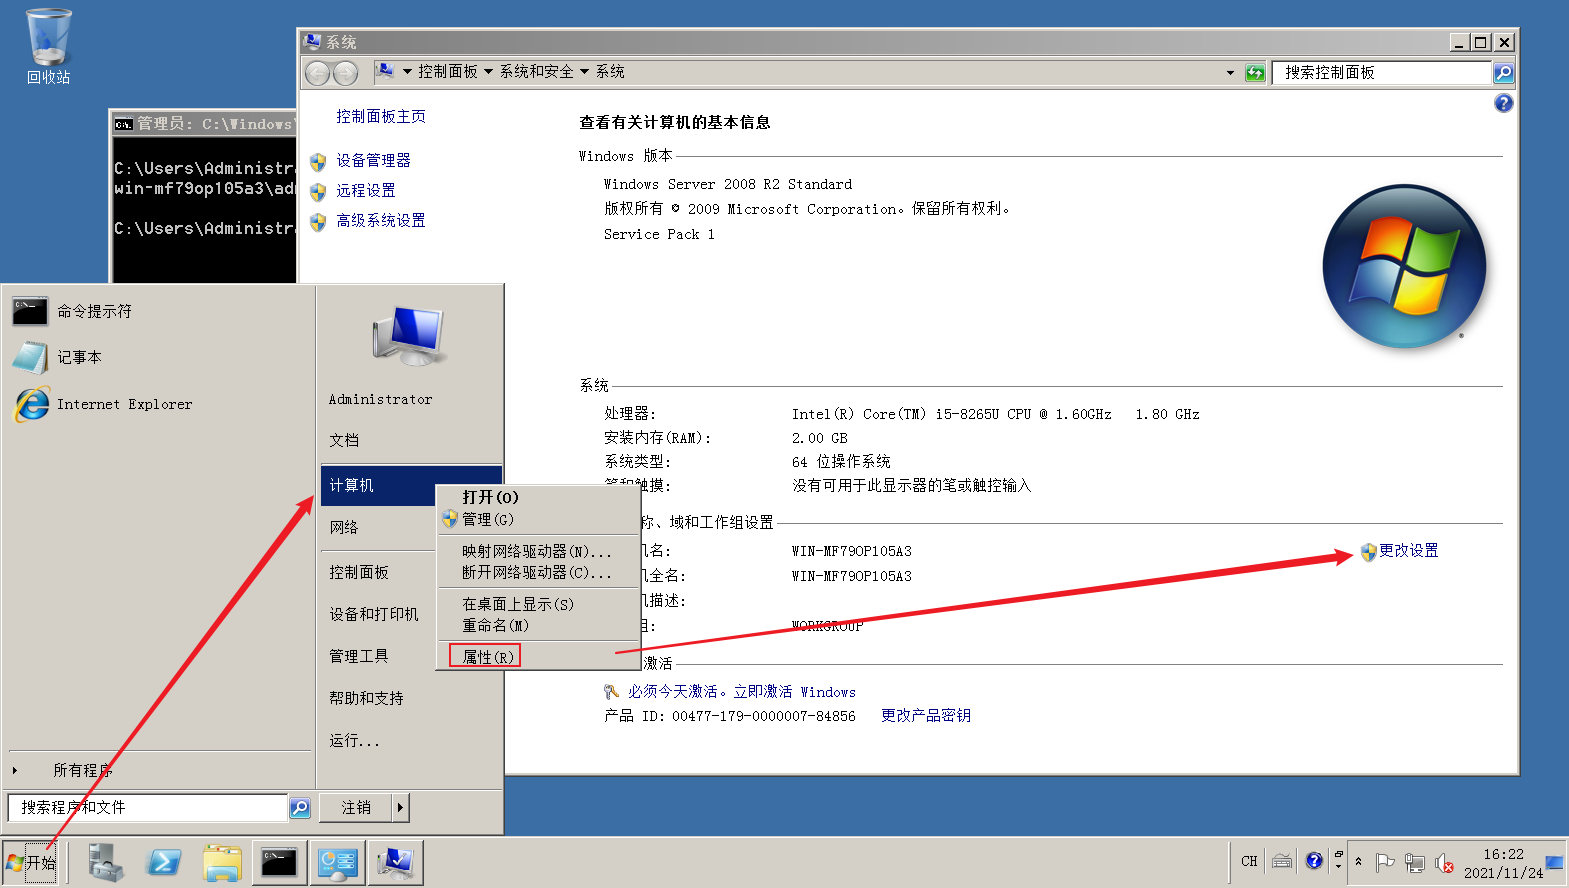 回收站
系统
控制面板 系统和安全 系统
搜索控制面板
管理员: C:\Windows\
C:\Users\Administra
win-mf79op105a3\adm
C:\Users\Administra
控制面板主页
设备管理器
远程设置
高级系统设置
查看有关计算机的基本信息
Windows 版本
Windows Server 2008 R2 Standard
版权所有 © 2009 Microsoft Corporation。保留所有权利。
Service Pack 1
系统
处理器: Intel(R) Core(TM) i5-8265U CPU @ 1.60GHz 1.80 GHz
安装内存(RAM): 2.00 GB
系统类型: 64 位操作系统
触摸: 没有可用于此显示器的笔或触控输入
称、域和工作组设置
机名: WIN-MF79OP105A3
更改设置
机全名: WIN-MF79OP105A3
机描述:
组: WORKGROUP
激活
必须今天激活。立即激活 Windows
产品 ID: 00477-179-0000007-84856 更改产品密钥
命令提示符
记事本
Internet Explorer
所有程序
搜索程序和文件
Administrator
文档
计算机
网络
控制面板
设备和打印机
管理工具
帮助和支持
运行...
注销
打开(O)
管理(G)
映射网络驱动器(N)...
断开网络驱动器(C)...
在桌面上显示(S)
重命名(M)
属性(R)
开始
CH
16:22
2021/11/24